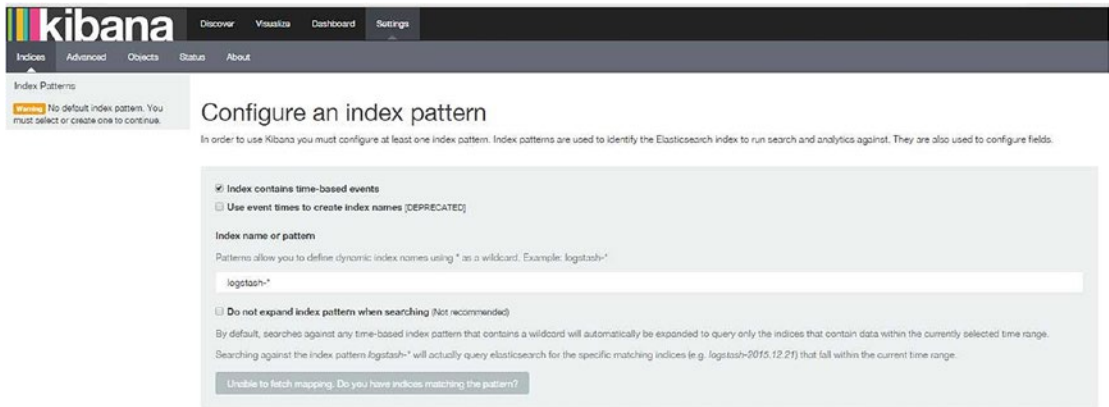 kibana
Discover Visualize Dashboard Settings
Indices Advanced Objects Status About
Index Patterns
Warning No default index pattern. You
must select or create one to continue.
Configure an index pattern
In order to use Kibana you must configure at least one index pattern. Index patterns are used to identify the Elasticsearch index to run search and analytics against. They are also used to configure fields.
Index contains time-based events
Use event times to create index names [DEPRECATED]
Index name or pattern
Patterns allow you to define dynamic index names using * as a wildcard. Example: logstash-*
logstash-*
Do not expand index pattern when searching (Not recommended)
By default, searches against any time-based index pattern that contains a wildcard will automatically be expanded to query only the indices that contain data within the currently selected time range.
Searching against the index pattern logstash-* will actually query elasticsearch for the specific matching indices (e.g. logstash-2015.12.21) that fall within the current time range.
Unable to fetch mapping. Do you have indices matching the pattern?